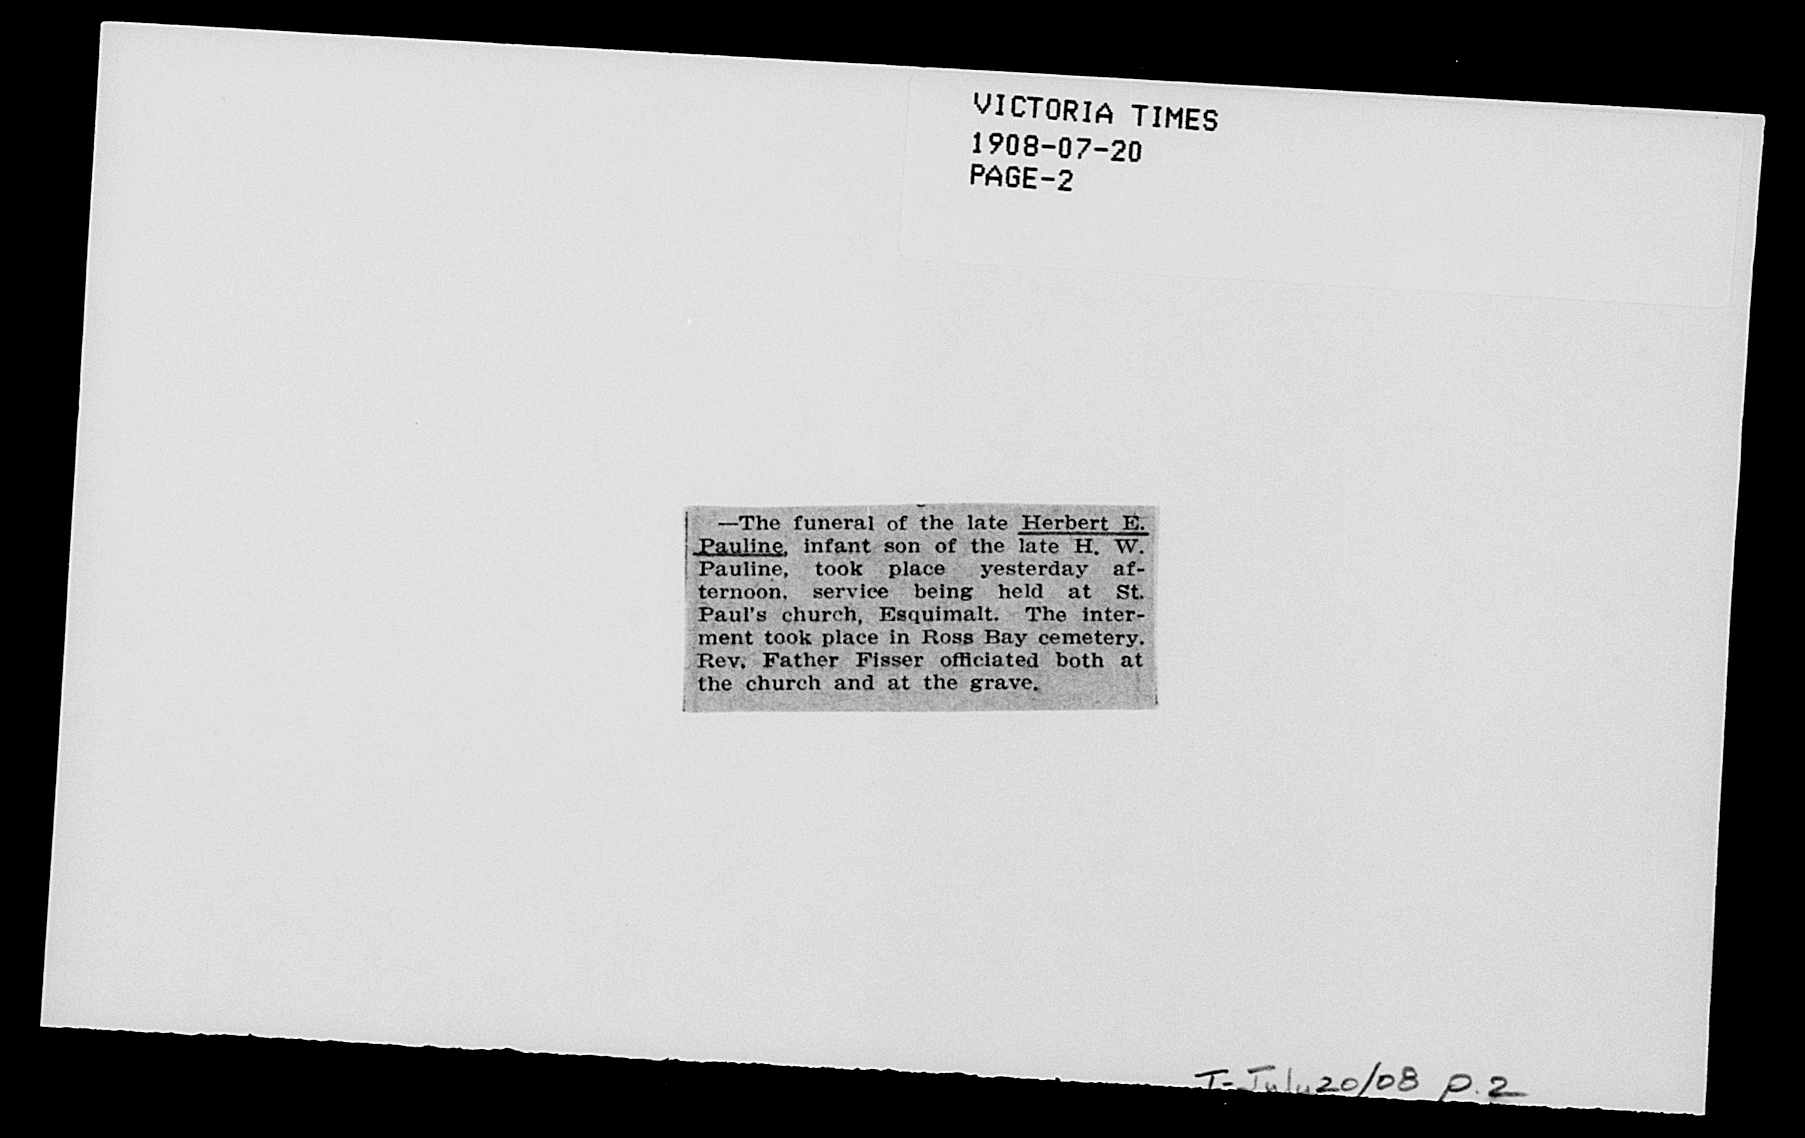 VICTORIA TIMES
1908-07-20
PAGE-2
—The funeral of the late Herbert E.
Pauline, infant son of the late H. W.
Pauline, took place yesterday af-
ternoon, service being held at St.
Paul's church, Esquimalt. The inter-
ment took place in Ross Bay cemetery.
Rev. Father Fisser officiated both at
the church and at the grave.
T-July 20/08 p.2